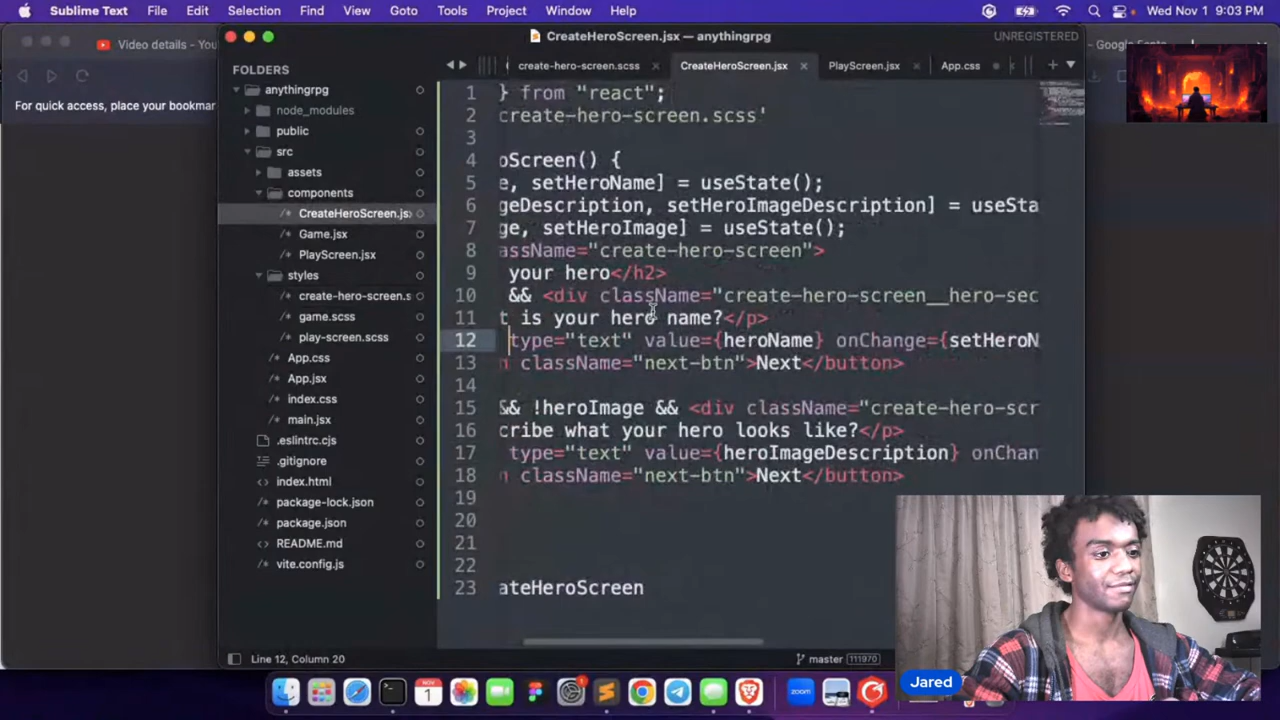 Sublime Text File Edit Selection Find View Goto Tools Project Window Help Wed Nov 1 9:03 PM
Video details - You
CreateHeroScreen.jsx — anythingrpg
UNREGISTERED
- Google Fonts
For quick access, place your bookmar
FOLDERS
anythingrpg
node_modules
public
src
assets
components
CreateHeroScreen.jsx
Game.jsx
PlayScreen.jsx
styles
create-hero-screen.s
game.scss
play-screen.scss
App.css
App.jsx
index.css
main.jsx
.eslintrc.cjs
.gitignore
index.html
package-lock.json
package.json
README.md
vite.config.js
create-hero-screen.scss CreateHeroScreen.jsx PlayScreen.jsx App.css
1 } from "react";
2 create-hero-screen.scss'
3
4 oScreen() {
5 e, setHeroName] = useState();
6 geDescription, setHeroImageDescription] = useSta
7 ge, setHeroImage] = useState();
8 assName="create-hero-screen">
9 your hero</h2>
10 && <div className="create-hero-screen__hero-sec
11 t is your hero name?</p>
12 type="text" value={heroName} onChange={setHeroN
13 n className="next-btn">Next</button>
14
15 && !heroImage && <div className="create-hero-scr
16 cribe what your hero looks like?</p>
17 type="text" value={heroImageDescription} onChan
18 n className="next-btn">Next</button>
19
20
21
22
23 ateHeroScreen
Line 12, Column 20
master 111970
Jared
NOV
1
zoom